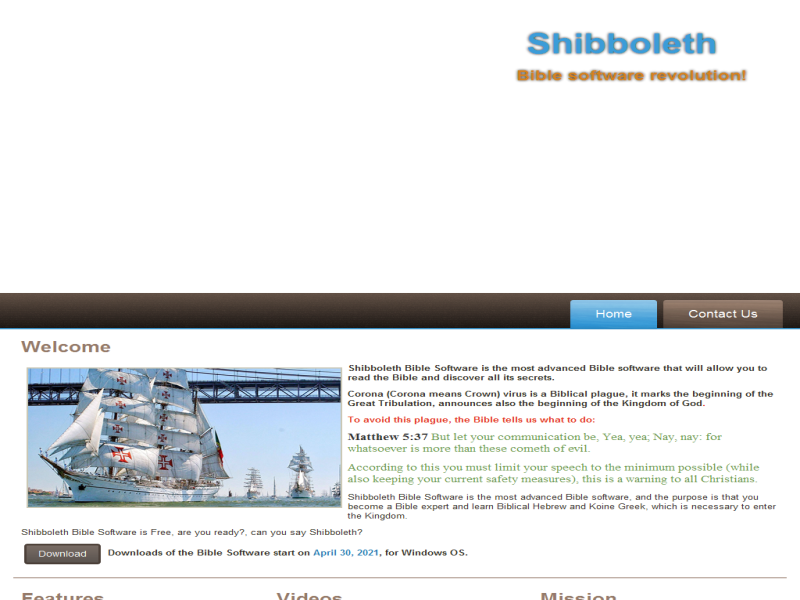 Shibboleth
Bible software revolution!
Home
Contact Us
Welcome
Shibboleth Bible Software is the most advanced Bible software that will allow you to
read the Bible and discover all its secrets.
Corona (Corona means Crown) virus is a Biblical plague, it marks the beginning of the
Great Tribulation, announces also the beginning of the Kingdom of God.
To avoid this plague, the Bible tells us what to do:
Matthew 5:37 But let your communication be, Yea, yea; Nay, nay: for
whatsoever is more than these cometh of evil.
According to this you must limit your speech to the minimum possible (while
also keeping your current safety measures), this is a warning to all Christians.
Shibboleth Bible Software is the most advanced Bible software, and the purpose is that you
become a Bible expert and learn Biblical Hebrew and Koine Greek, which is necessary to enter
the Kingdom.
Shibboleth Bible Software is Free, are you ready?, can you say Shibboleth?
Download
Downloads of the Bible Software start on April 30, 2021, for Windows OS.
Features
Videos
Mission